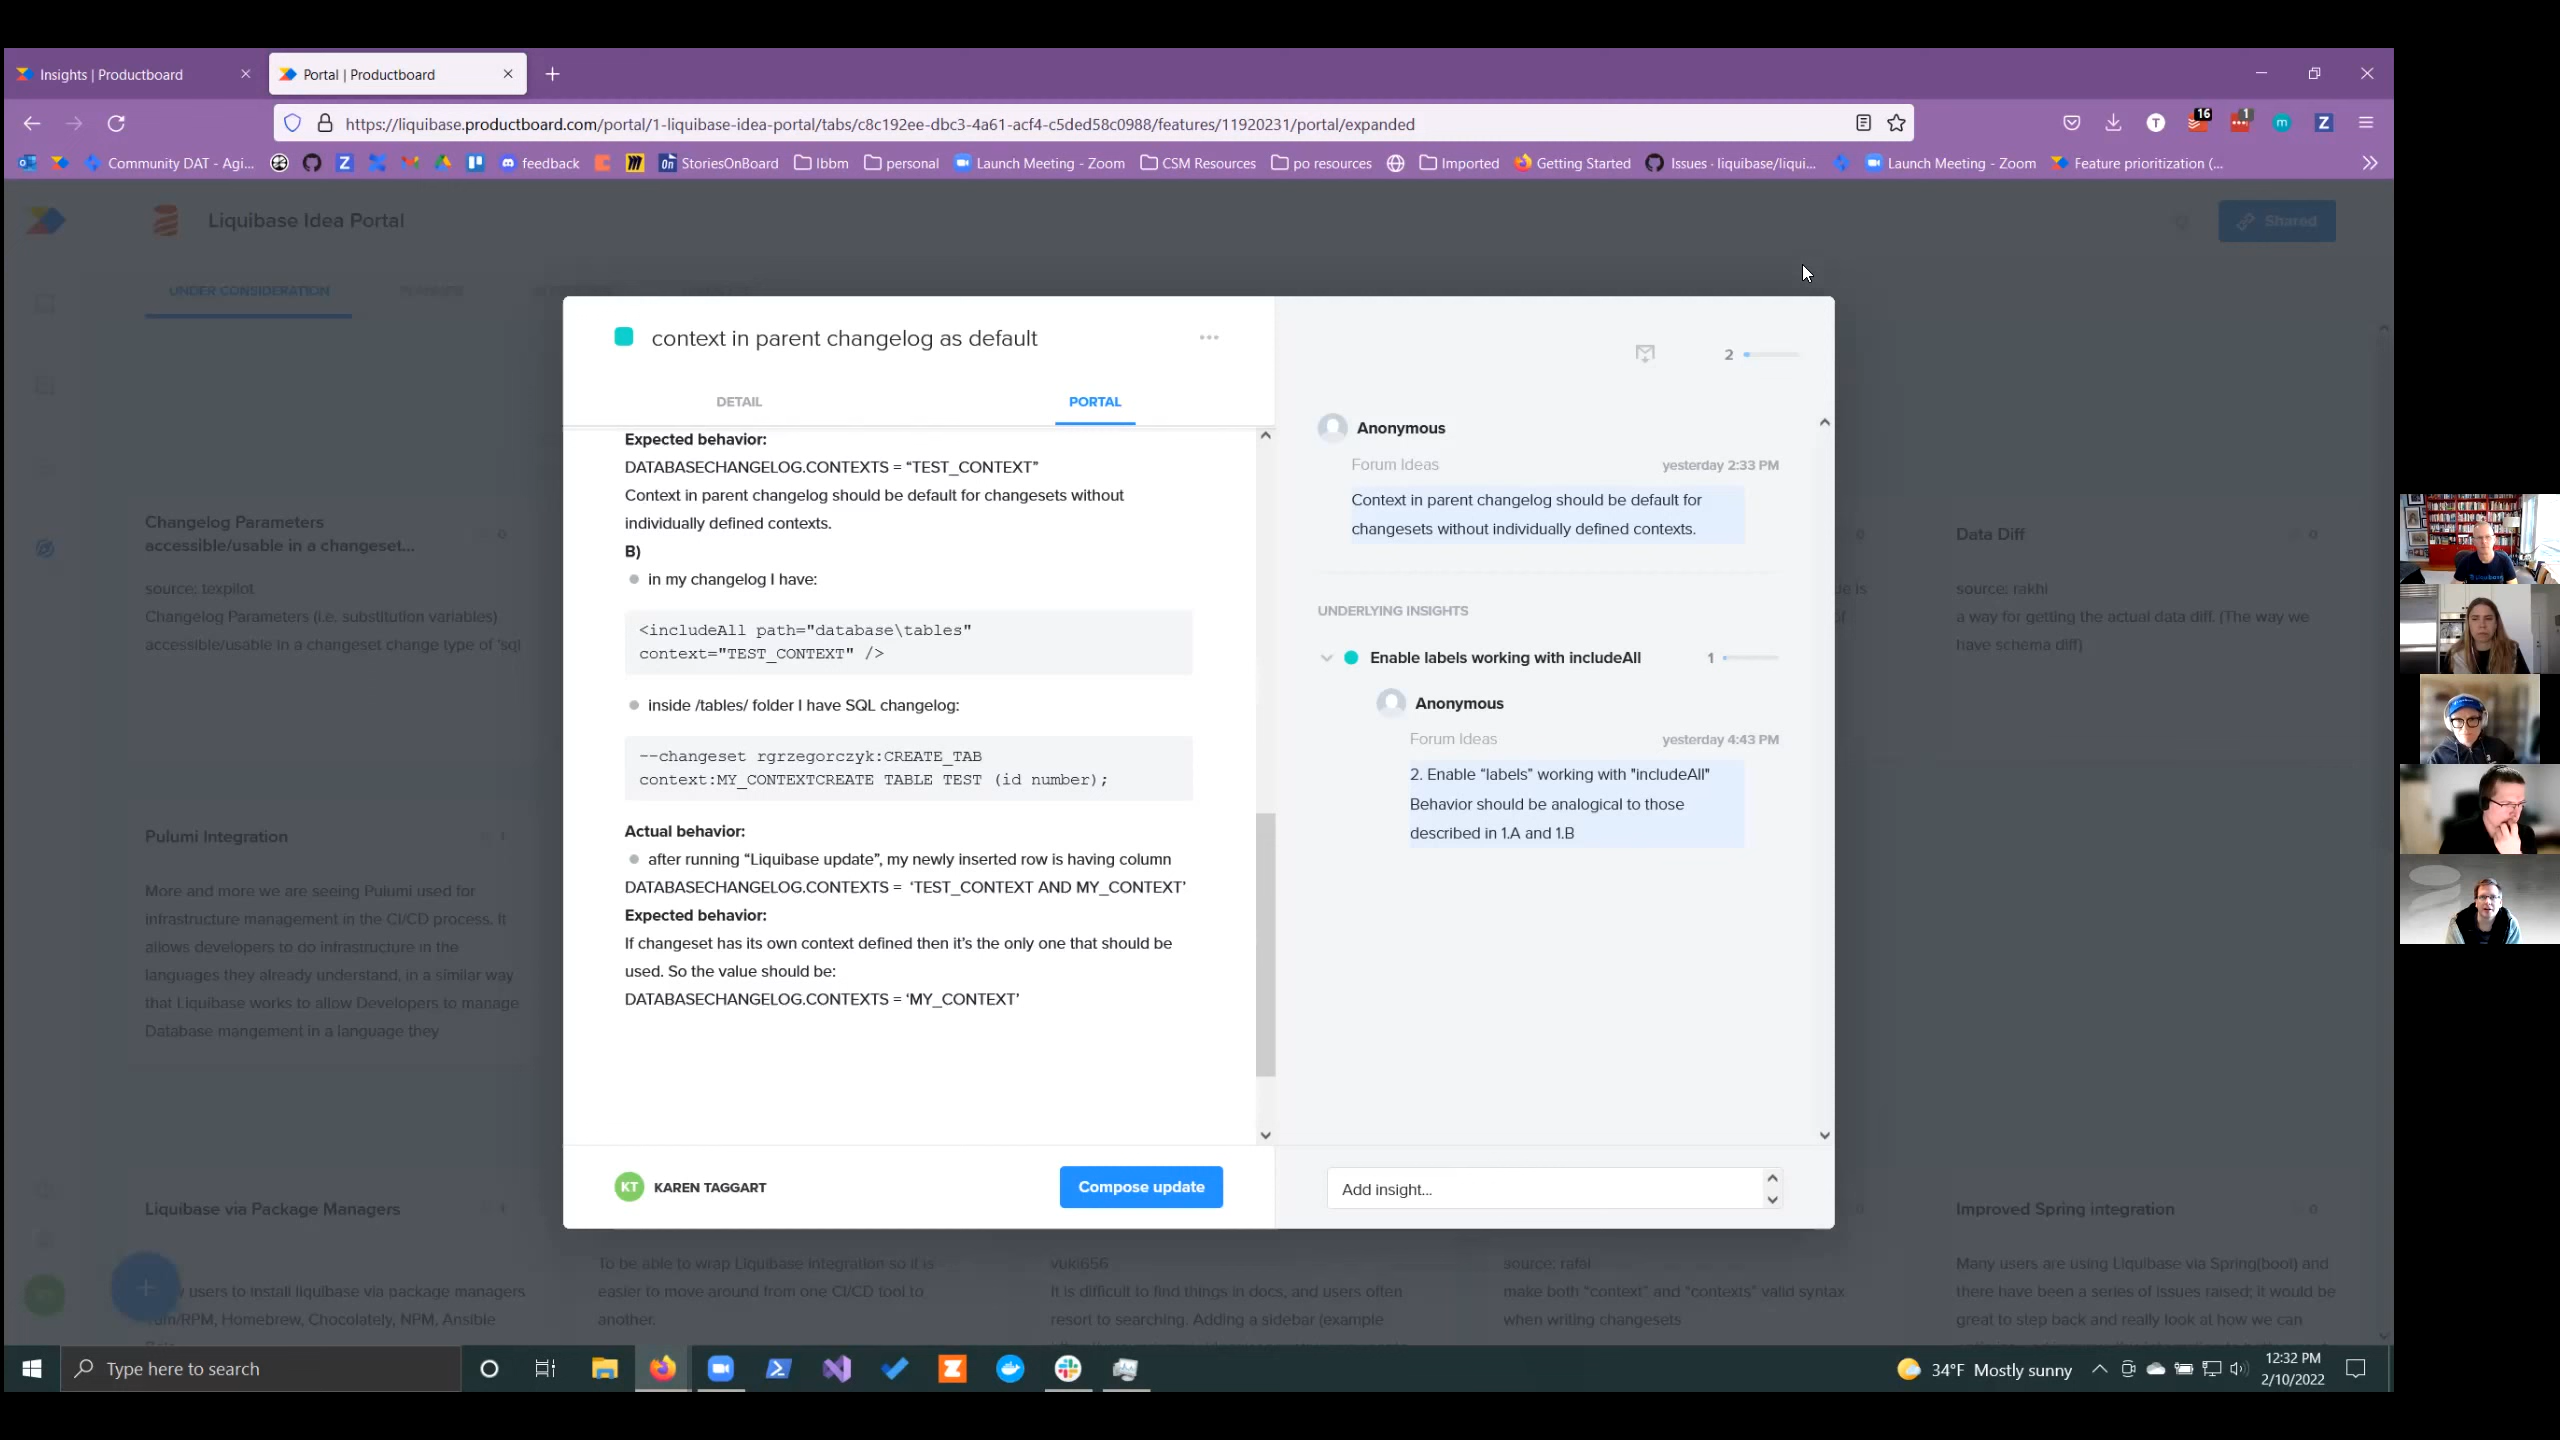 Insights | Productboard
Portal | Productboard
https://liquibase.productboard.com/portal/1-liquibase-idea-portal/tabs/c8c192ee-dbc3-4a61-acf4-c5ded58c0988/features/11920231/portal/expanded
16
1
Community DAT - Agi...
feedback
StoriesOnBoard
lbbm
personal
Launch Meeting - Zoom
CSM Resources
po resources
Imported
Getting Started
Issues · liquibase/liqui...
Launch Meeting - Zoom
Feature prioritization (...
Liquibase Idea Portal
Shared
UNDER CONSIDERATION
PLANNED
context in parent changelog as default
DETAIL
PORTAL
Expected behavior:
DATABASECHANGELOG.CONTEXTS = “TEST_CONTEXT”
Context in parent changelog should be default for changesets without
individually defined contexts.
B)
in my changelog I have:
<includeAll path="database\tables"
context="TEST_CONTEXT" />
inside /tables/ folder I have SQL changelog:
--changeset rgrzegorczyk:CREATE_TAB
context:MY_CONTEXTCREATE TABLE TEST (id number);
Actual behavior:
after running “Liquibase update”, my newly inserted row is having column
DATABASECHANGELOG.CONTEXTS = ‘TEST_CONTEXT AND MY_CONTEXT’
Expected behavior:
If changeset has its own context defined then it’s the only one that should be
used. So the value should be:
DATABASECHANGELOG.CONTEXTS = ‘MY_CONTEXT’
KT KAREN TAGGART
Compose update
2
Anonymous
Forum Ideas
yesterday 2:33 PM
Context in parent changelog should be default for
changesets without individually defined contexts.
UNDERLYING INSIGHTS
Enable labels working with includeAll
1
Anonymous
Forum Ideas
yesterday 4:43 PM
2. Enable “labels” working with "includeAll"
Behavior should be analogical to those
described in 1.A and 1.B
Add insight...
Changelog Parameters
accessible/usable in a changeset...
0
source: texpilot
Changelog Parameters (i.e. substitution variables)
accessible/usable in a changeset change type of 'sql
0
Data Diff
0
source: rakhi
a way for getting the actual data diff. (The way we
have schema diff)
Pulumi Integration
1
More and more we are seeing Pulumi used for
infrastructure management in the CI/CD process. It
allows developers to do infrastructure in the
languages they already understand, in a similar way
that Liquibase works to allow Developers to manage
Database mangement in a language they
Liquibase via Package Managers
1
users to install liquibase via package managers
Yum/RPM, Homebrew, Chocolately, NPM, Ansible
To be able to wrap Liquibase integration so it is
easier to move around from one CI/CD tool to
another.
vuki656
It is difficult to find things in docs, and users often
resort to searching. Adding a sidebar (example
source: rafal
make both “context” and “contexts” valid syntax
when writing changesets
0
Improved Spring integration
0
Many users are using Liquibase via Spring(boot) and
there have been a series of issues raised; it would be
great to step back and really look at how we can
Type here to search
34°F Mostly sunny
12:32 PM
2/10/2022